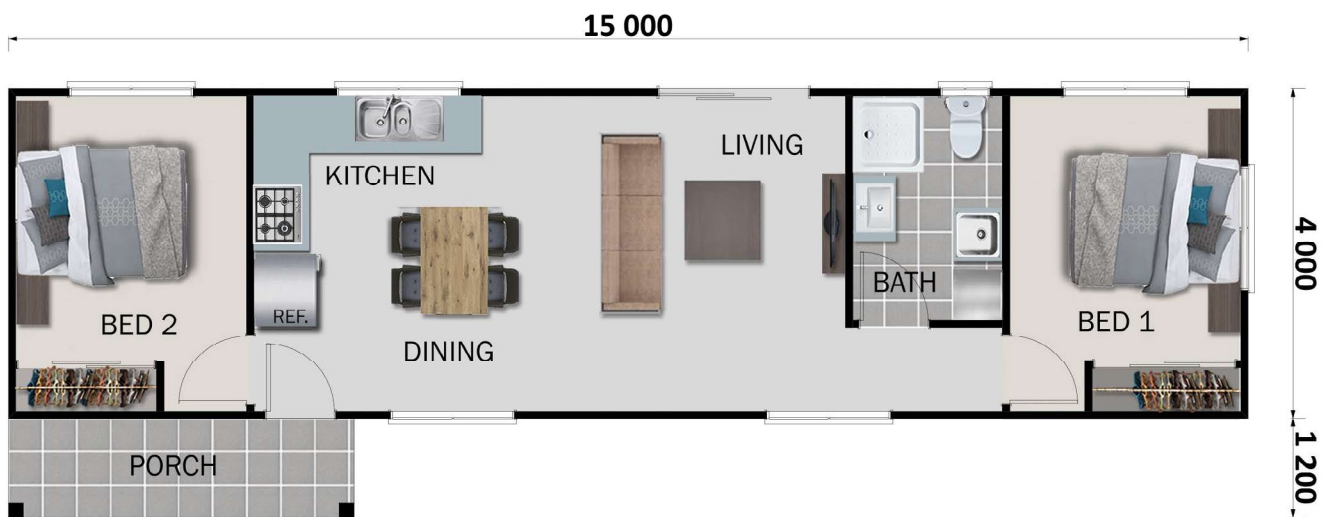 15 000
LIVING
KITCHEN
4 000
BATH
REF.
BED 2
BED 1
DINING
1 200
PORCH